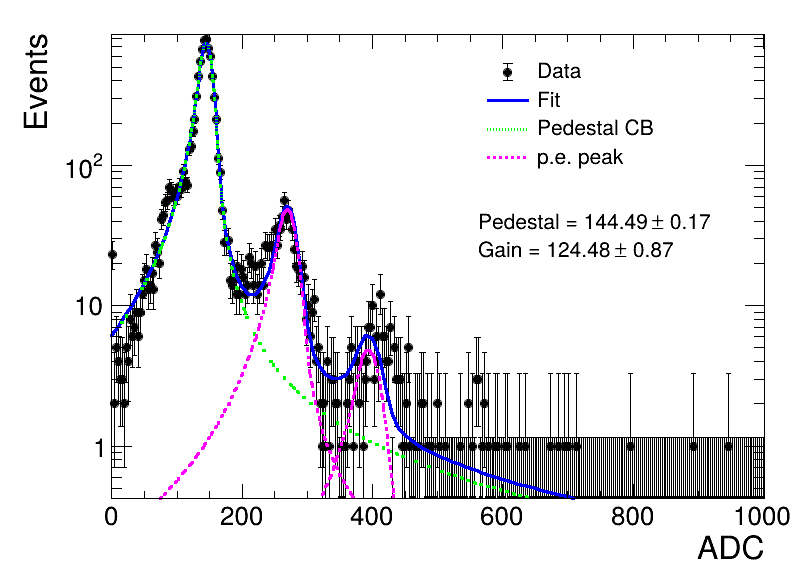 Events
Data
Fit
Pedestal CB
p.e. peak
Pedestal = 144.49 ± 0.17
Gain = 124.48 ± 0.87
10²
10
1
0 200 400 600 800 1000
ADC